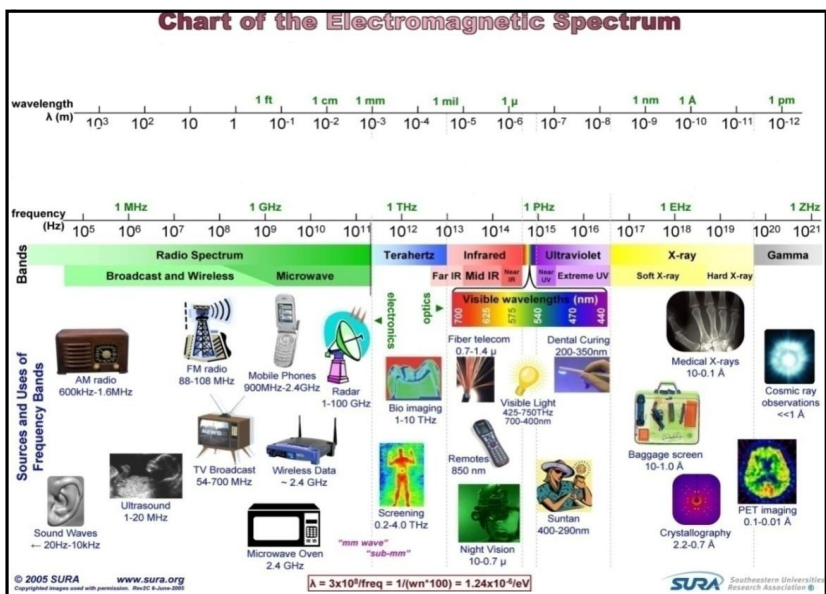 Chart of the Electromagnetic Spectrum
1 ft 1 cm 1 mm 1 mil 1 µ 1 nm 1 Å 1 pm
wavelength
λ (m)
10³ 10² 10 1 10⁻¹ 10⁻² 10⁻³ 10⁻⁴ 10⁻⁵ 10⁻⁶ 10⁻⁷ 10⁻⁸ 10⁻⁹ 10⁻¹⁰ 10⁻¹¹ 10⁻¹²
1 MHz 1 GHz 1 THz 1 PHz 1 EHz 1 ZHz
frequency
(Hz)
10⁵ 10⁶ 10⁷ 10⁸ 10⁹ 10¹⁰ 10¹¹ 10¹² 10¹³ 10¹⁴ 10¹⁵ 10¹⁶ 10¹⁷ 10¹⁸ 10¹⁹ 10²⁰ 10²¹
Bands
Radio Spectrum Terahertz Infrared Ultraviolet X-ray Gamma
Broadcast and Wireless Microwave Far IR Mid IR Near IR Near UV Extreme UV Soft X-ray Hard X-ray
electronics
optics
Visible wavelengths (nm)
700 625 575 540 470 440
Sources and Uses of
Frequency Bands
AM radio
600kHz-1.6MHz
FM radio
88-108 MHz
Mobile Phones
900MHz-2.4GHz
Radar
1-100 GHz
Bio imaging
1-10 THz
Fiber telecom
0.7-1.4 µ
Visible Light
425-750THz
700-400nm
Dental Curing
200-350nm
Medical X-rays
10-0.1 Å
Cosmic ray
observations
<<1 Å
Sound Waves
← 20Hz-10kHz
Ultrasound
1-20 MHz
TV Broadcast
54-700 MHz
Wireless Data
~ 2.4 GHz
Microwave Oven
2.4 GHz
"mm wave"
"sub-mm"
Screening
0.2-4.0 THz
Remotes
850 nm
Night Vision
10-0.7 µ
Suntan
400-290nm
Baggage screen
10-1.0 Å
Crystallography
2.2-0.7 Å
PET imaging
0.1-0.01 Å
© 2005 SURA www.sura.org
Copyrighted images used with permission. Rev2C 6-June-2005
λ = 3x10⁸/freq = 1/(wn*100) = 1.24x10⁻⁶/eV
SURA Southeastern Universities
Research Association